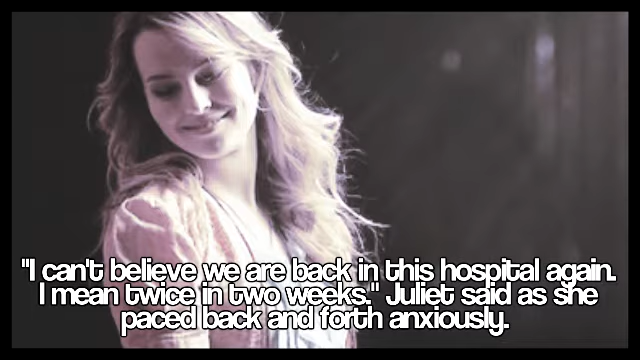 "I can't believe we are back in this hospital again.
I mean twice in two weeks." Juliet said as she
paced back and forth anxiously.